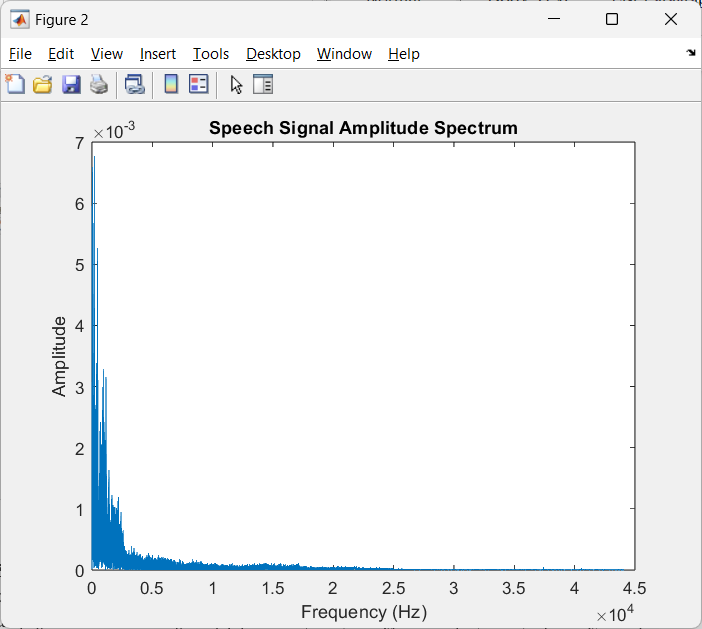 Figure 2
File Edit View Insert Tools Desktop Window Help
Speech Signal Amplitude Spectrum
×10-3
7
6
5
4
3
2
1
0
Amplitude
0 0.5 1 1.5 2 2.5 3 3.5 4 4.5
Frequency (Hz)
×104